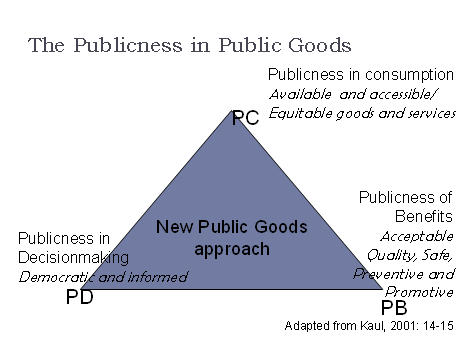 The Publicness in Public Goods
Publicness in consumption
Available and accessible/
Equitable goods and services
PC
Publicness of
Benefits
Acceptable
Quality, Safe,
Preventive and
Promotive
New Public Goods
approach
Publicness in
Decisionmaking
Democratic and informed
PD
PB
Adapted from Kaul, 2001: 14-15